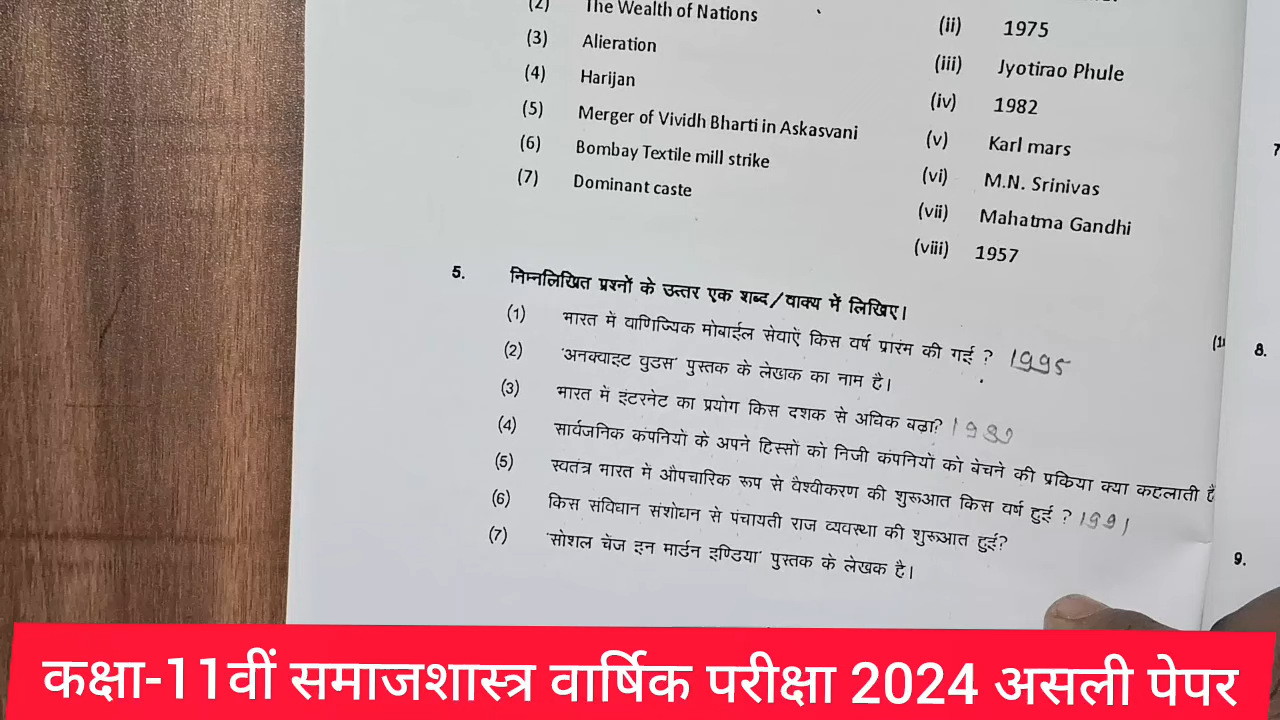 (2) The Wealth of Nations (ii) 1975
(3) Alieration (iii) Jyotirao Phule
(4) Harijan (iv) 1982
(5) Merger of Vividh Bharti in Askasvani (v) Karl mars
(6) Bombay Textile mill strike (vi) M.N. Srinivas
(7) Dominant caste (vii) Mahatma Gandhi
(viii) 1957
5. निम्नलिखित प्रश्नों के उत्तर एक शब्द/वाक्य में लिखिए।
(1) भारत में वाणिज्यिक मोबाईल सेवाएं किस वर्ष प्रारंम की गई ? 1995
(2) 'अनक्वाइट वुडस' पुस्तक के लेखक का नाम है।
(3) भारत में इंटरनेट का प्रयोग किस दशक से अधिक बढ़ा?
(4) सार्वजनिक कंपनियों के अपने हिस्सों को निजी कंपनियों को बेचने की प्रकिया क्या कहलाती है
(5) स्वतंत्र भारत में औपचारिक रूप से वैश्वीकरण की शुरूआत किस वर्ष हुई ? 1991
(6) किस संविधान संशोधन से पंचायती राज व्यवस्था की शुरूआत हुई?
(7) 'सोशल चेंज इन मार्डन इण्डिया' पुस्तक के लेखक है।
8.
9.
कक्षा-11वीं समाजशास्त्र वार्षिक परीक्षा 2024 असली पेपर